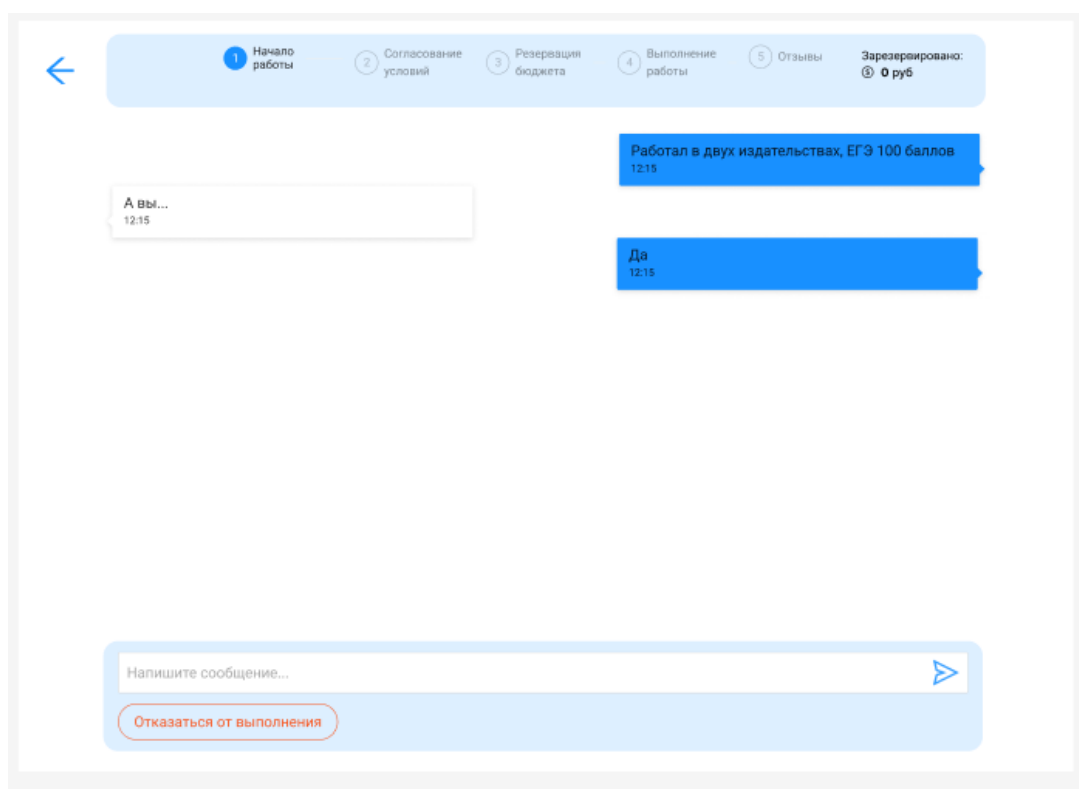 1 Начало работы
2 Согласование условий
3 Резервация бюджета
4 Выполнение работы
5 Отзывы
Зарезервировано:
0 руб
Работал в двух издательствах, ЕГЭ 100 баллов
12:15
А вы...
12:15
Да
12:15
Напишите сообщение...
Отказаться от выполнения